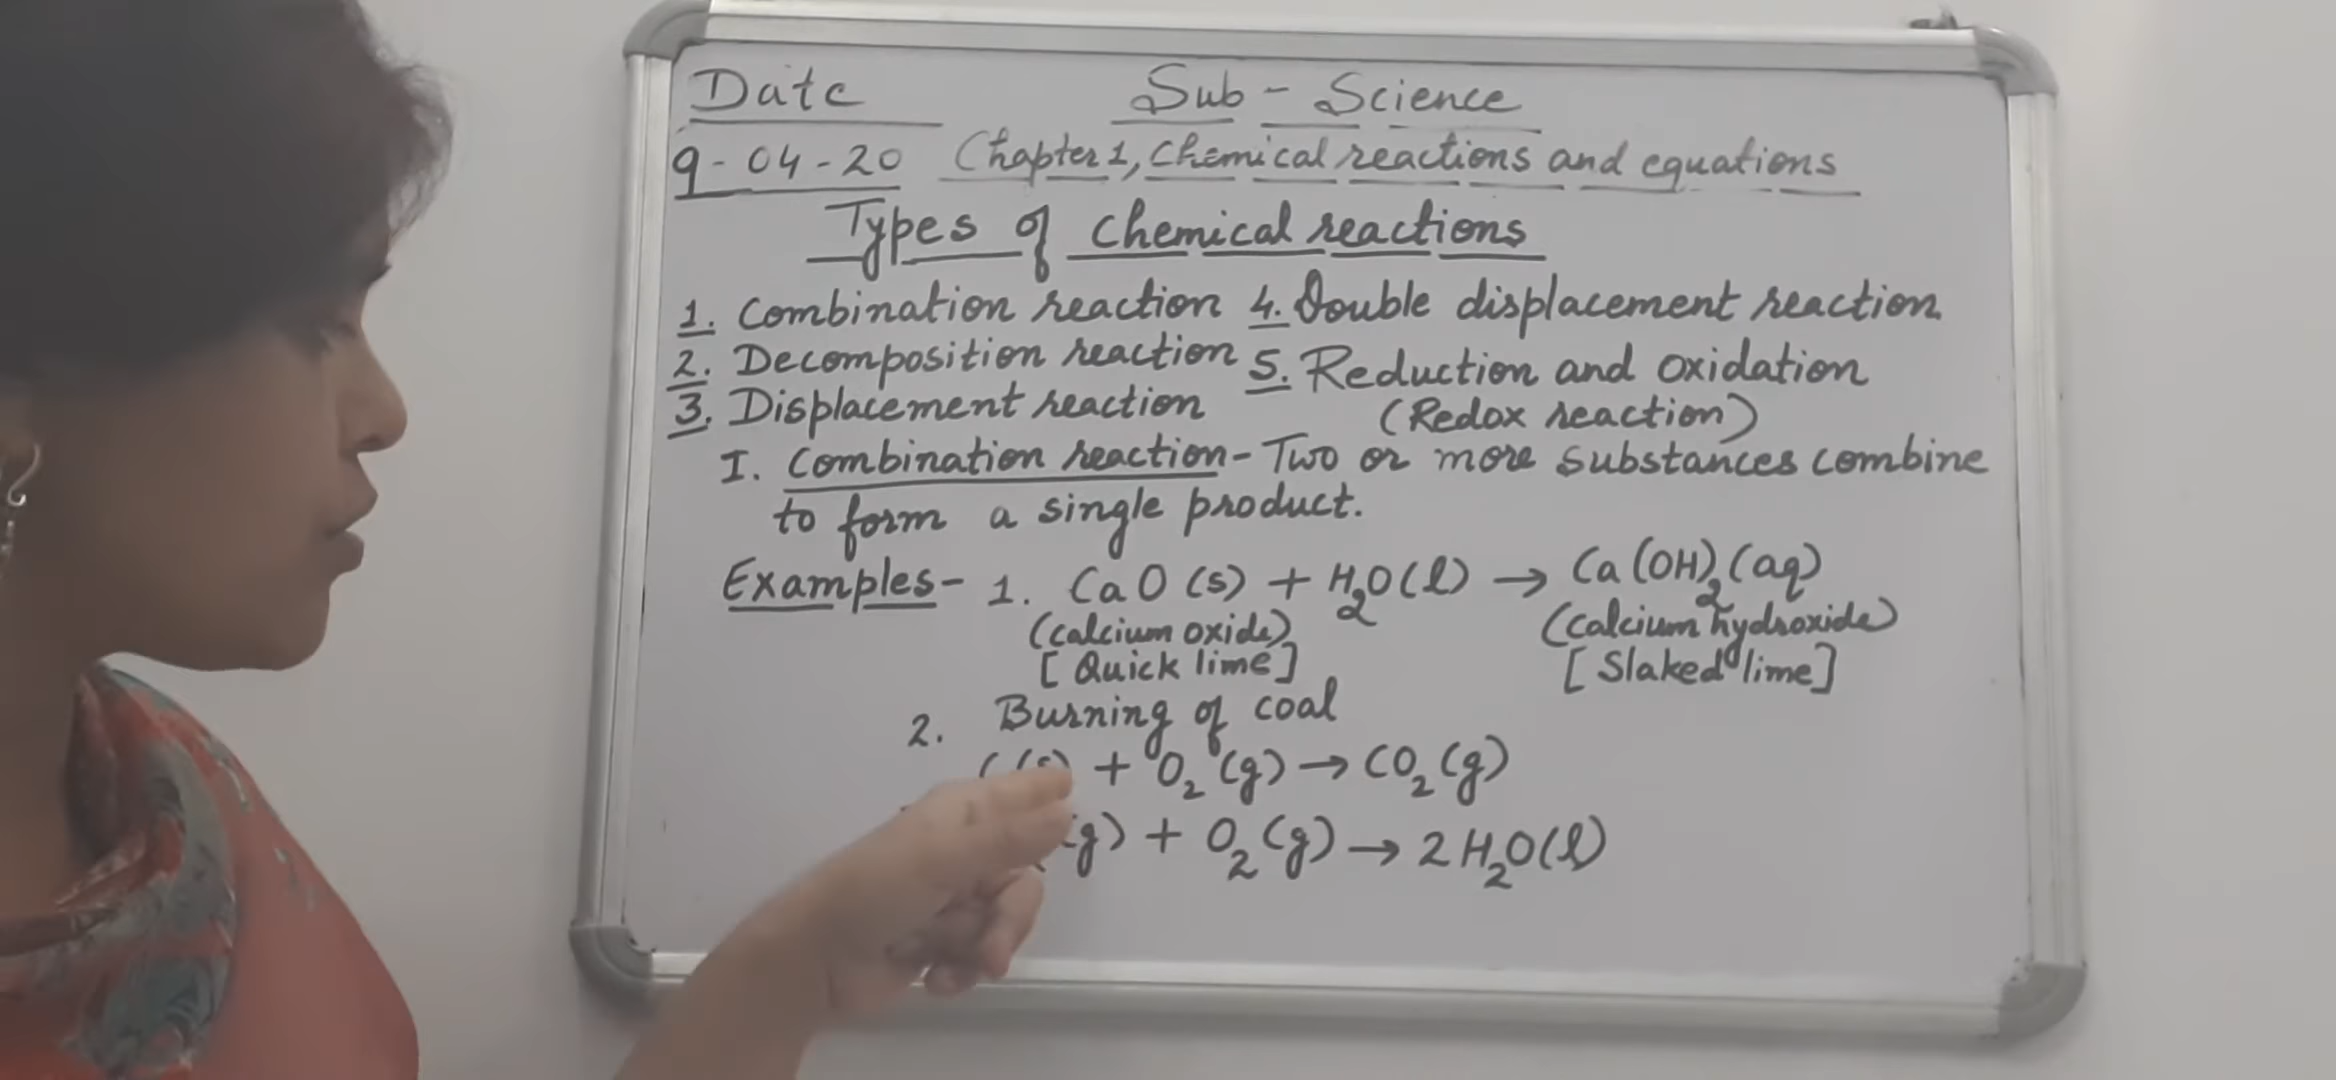 Date Sub - Science
9-04-20 Chapter 1, Chemical reactions and equations
Types of chemical reactions
1. Combination reaction 4. Double displacement reaction
2. Decomposition reaction 5. Reduction and oxidation
3. Displacement reaction (Redox reaction)
I. Combination reaction - Two or more substances combine
to form a single product.
Examples- 1. CaO (s) + H₂O(l) → Ca(OH)₂(aq)
(calcium oxide) (calcium hydroxide)
[Quick lime] [Slaked lime]
2. Burning of coal
(s) + O₂(g) → CO₂(g)
(g) + O₂(g) → 2H₂O(l)